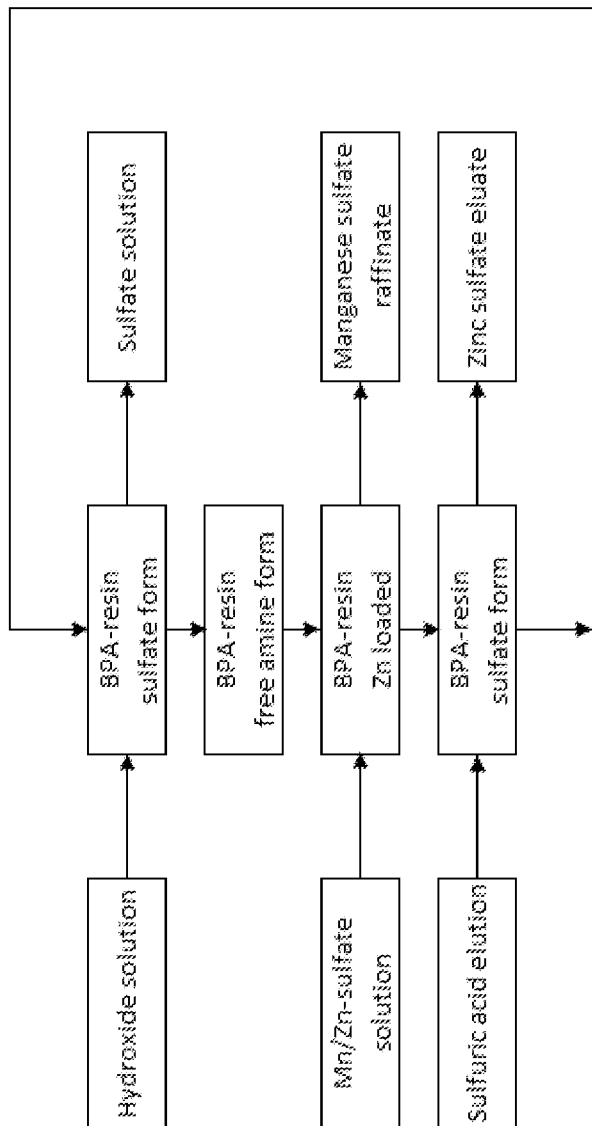 Hydroxide solution
BPA-resin
sulfate form
Sulfate solution
BPA-resin
free amine form
Mn/Zn-sulfate
solution
BPA-resin
Zn loaded
Manganese sulfate
raffinate
Sulfuric acid elution
BPA-resin
sulfate form
Zinc sulfate eluate